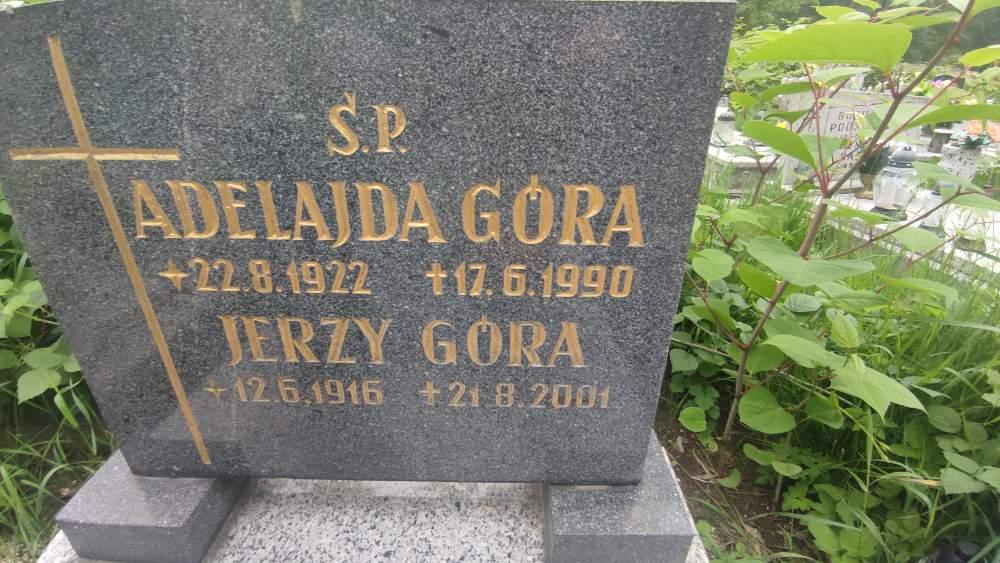 Ś.P.
ADELAJDA GÓRA
22.8.1922 17.6.1990
JERZY GÓRA
12.6.1916 21.8.2001